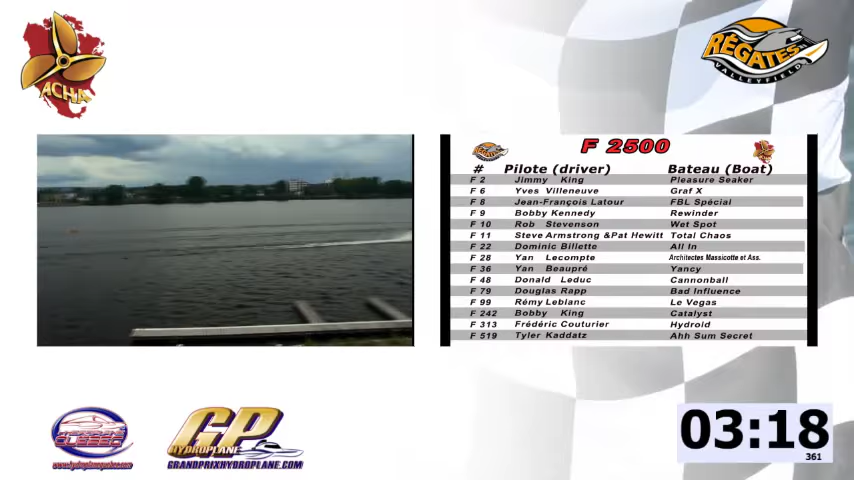 ACHA
RÉGATES
VALLEYFIELD
RÉGATES
F 2500
# Pilote (driver) Bateau (Boat)
F 2 Jimmy King Pleasure Seaker
F 6 Yves Villeneuve Graf X
F 8 Jean-François Latour FBL Spécial
F 9 Bobby Kennedy Rewinder
F 10 Rob Stevenson Wet Spot
F 11 Steve Armstrong &Pat Hewitt Total Chaos
F 22 Dominic Billette All In
F 28 Yan Lecompte Architectes Massicotte et Ass.
F 36 Yan Beaupré Yancy
F 48 Donald Leduc Cannonball
F 79 Douglas Rapp Bad Influence
F 99 Rémy Leblanc Le Vegas
F 242 Bobby King Catalyst
F 313 Frédéric Couturier Hydroid
F 519 Tyler Kaddatz Ahh Sum Secret
GP
HYDROPLANE
GRANDPRIXHYDROPLANE.COM
03:18
361